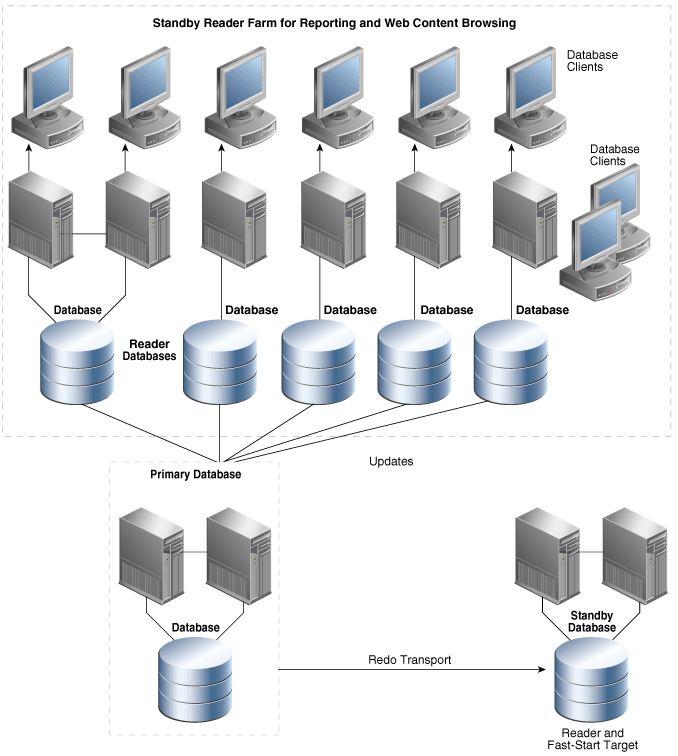 Standby Reader Farm for Reporting and Web Content Browsing
Database
Clients
Database
Clients
Database
Database
Database
Database
Database
Reader
Databases
Updates
Primary Database
Database
Standby
Database
Redo Transport
Reader and
Fast-Start Target